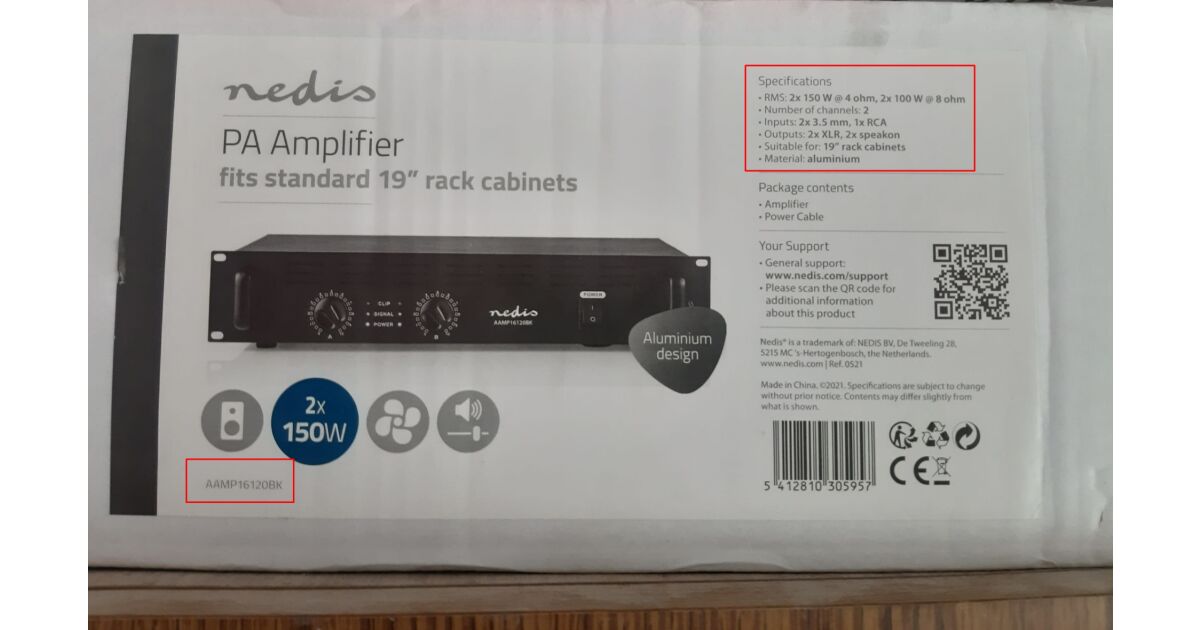 nedis
PA Amplifier
fits standard 19" rack cabinets
CLIP
SIGNAL
POWER
A
B
nedis
AAMP16120BK
POWER
I
O
Aluminium
design
2x
150W
AAMP16120BK
Specifications
• RMS: 2x 150 W @ 4 ohm, 2x 100 W @ 8 ohm
• Number of channels: 2
• Inputs: 2x 3.5 mm, 1x RCA
• Outputs: 2x XLR, 2x speakon
• Suitable for: 19" rack cabinets
• Material: aluminium
Package contents
• Amplifier
• Power Cable
Your Support
• General support:
www.nedis.com/support
• Please scan the QR code for
additional information
about this product
Nedis® is a trademark of: NEDIS BV, De Tweeling 28,
5215 MC 's-Hertogenbosch, the Netherlands.
www.nedis.com | Ref. 0521
Made in China. ©2021. Specifications are subject to change
without prior notice. Contents may differ slightly from
what is shown.
5 412810 305957
CE